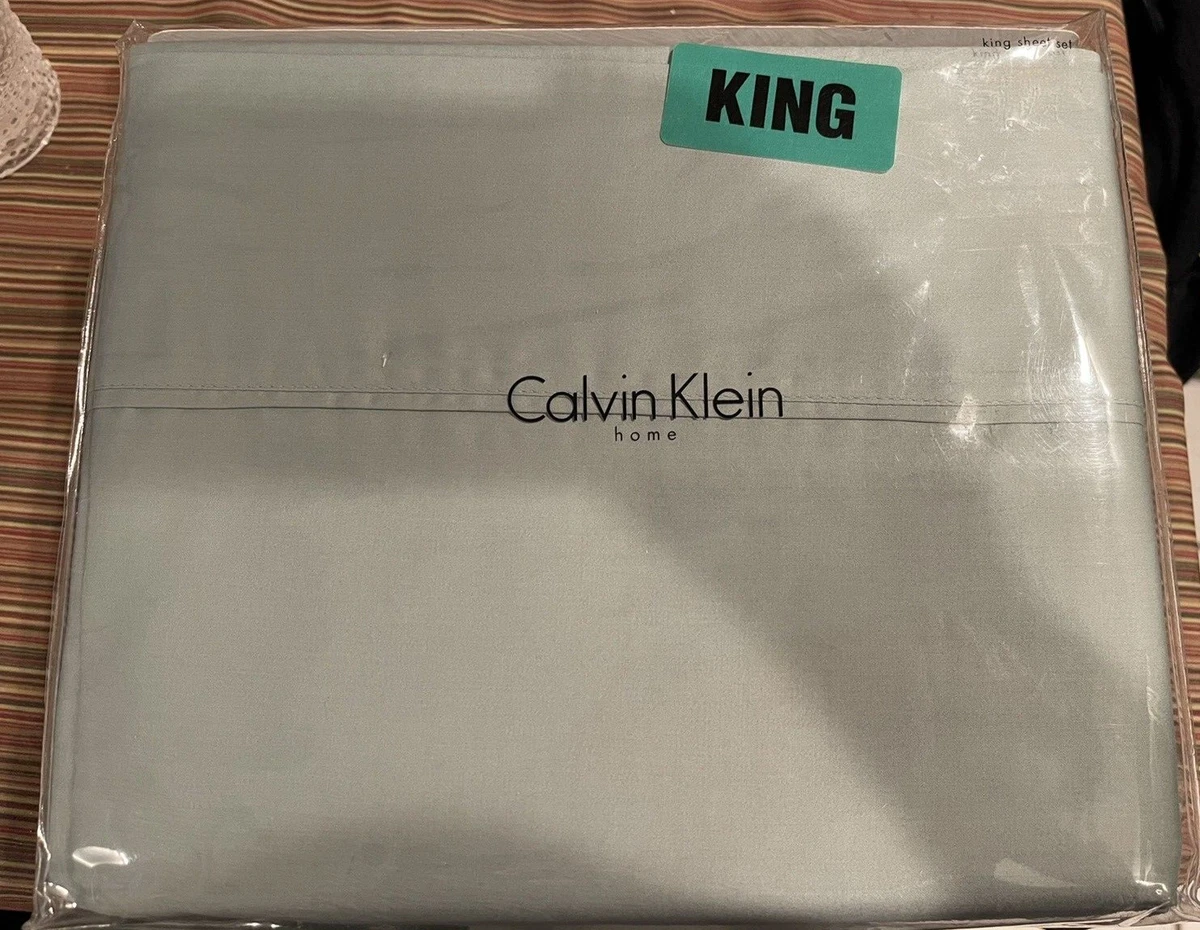 king sheet set
KING
Calvin Klein
home